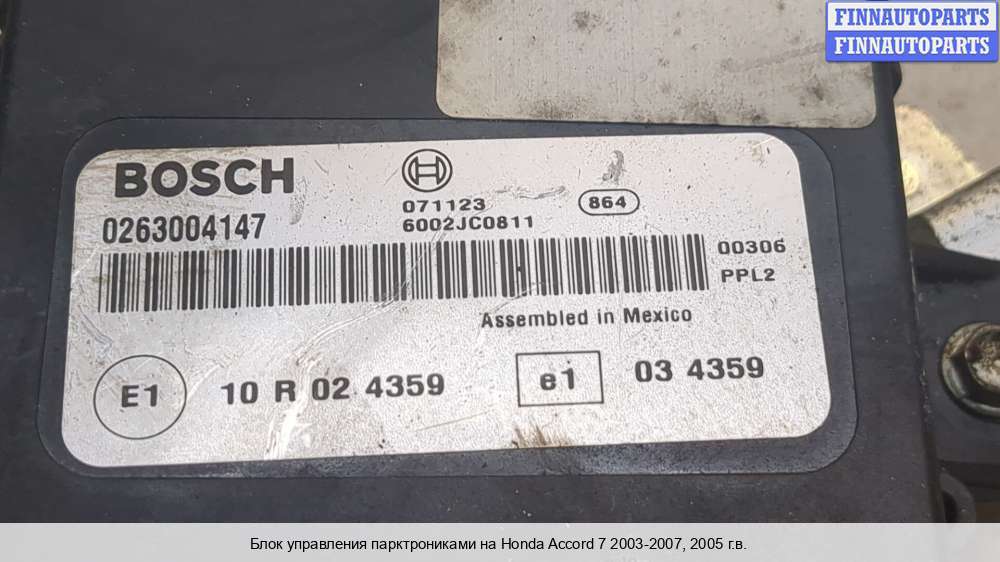 FINNAUTOPARTS
FINNAUTOPARTS
BOSCH
0263004147
071123
864
6002JC0811
00306
PPL2
Assembled in Mexico
E1
10 R 02 4359
e1
03 4359
Блок управления парктрониками на Honda Accord 7 2003-2007, 2005 г.в.